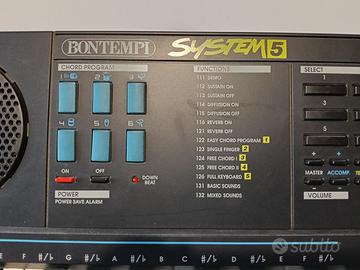 BONTEMPI
SYSTEM 5
CHORD PROGRAM
1
2
3
4
5
6
ON
OFF
DOWN
BEAT
POWER
POWER SAVE ALARM
FUNCTIONS
111 DEMO
112 SUSTAIN ON
113 SUSTAIN OFF
114 DIFFUSION ON
115 DIFFUSION OFF
116 REVERB ON
121 REVERB OFF
122 EASY CHORD PROGRAM 1
123 SINGLE FINGER 2
124 FREE CHORD I 3
125 FREE CHORD II 4
126 FULL KEYBOARD 5
131 BASIC SOUNDS
132 MIXED SOUNDS
SELECT
1
3
5
+ +
MASTER ACCOMP.
- -
VOLUME
F F♯/♭ G G♯/♭ A A♯/♭ B C C♯/♭ D D♯/♭ E F
subito